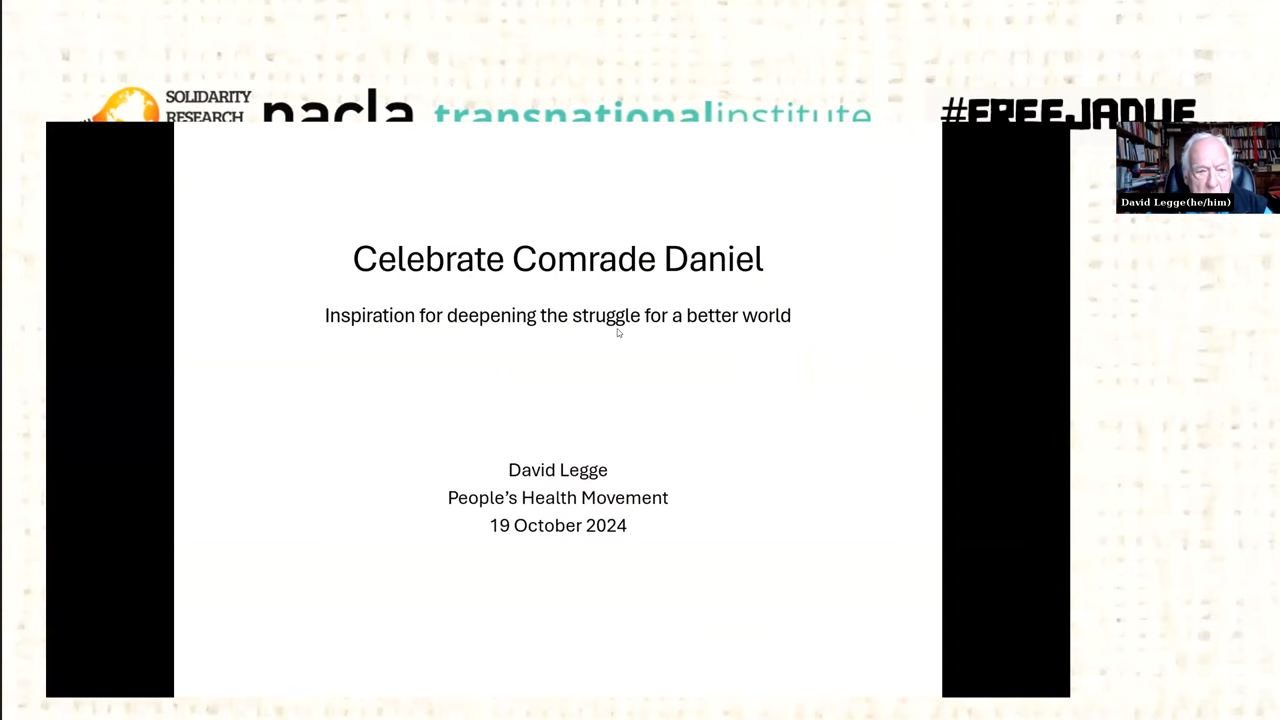 SOLIDARITY
RESEARCH
nacla
transnationalinstitute
#FREEJADUE
David Legge(he/him)
Celebrate Comrade Daniel
Inspiration for deepening the struggle for a better world
David Legge
People's Health Movement
19 October 2024